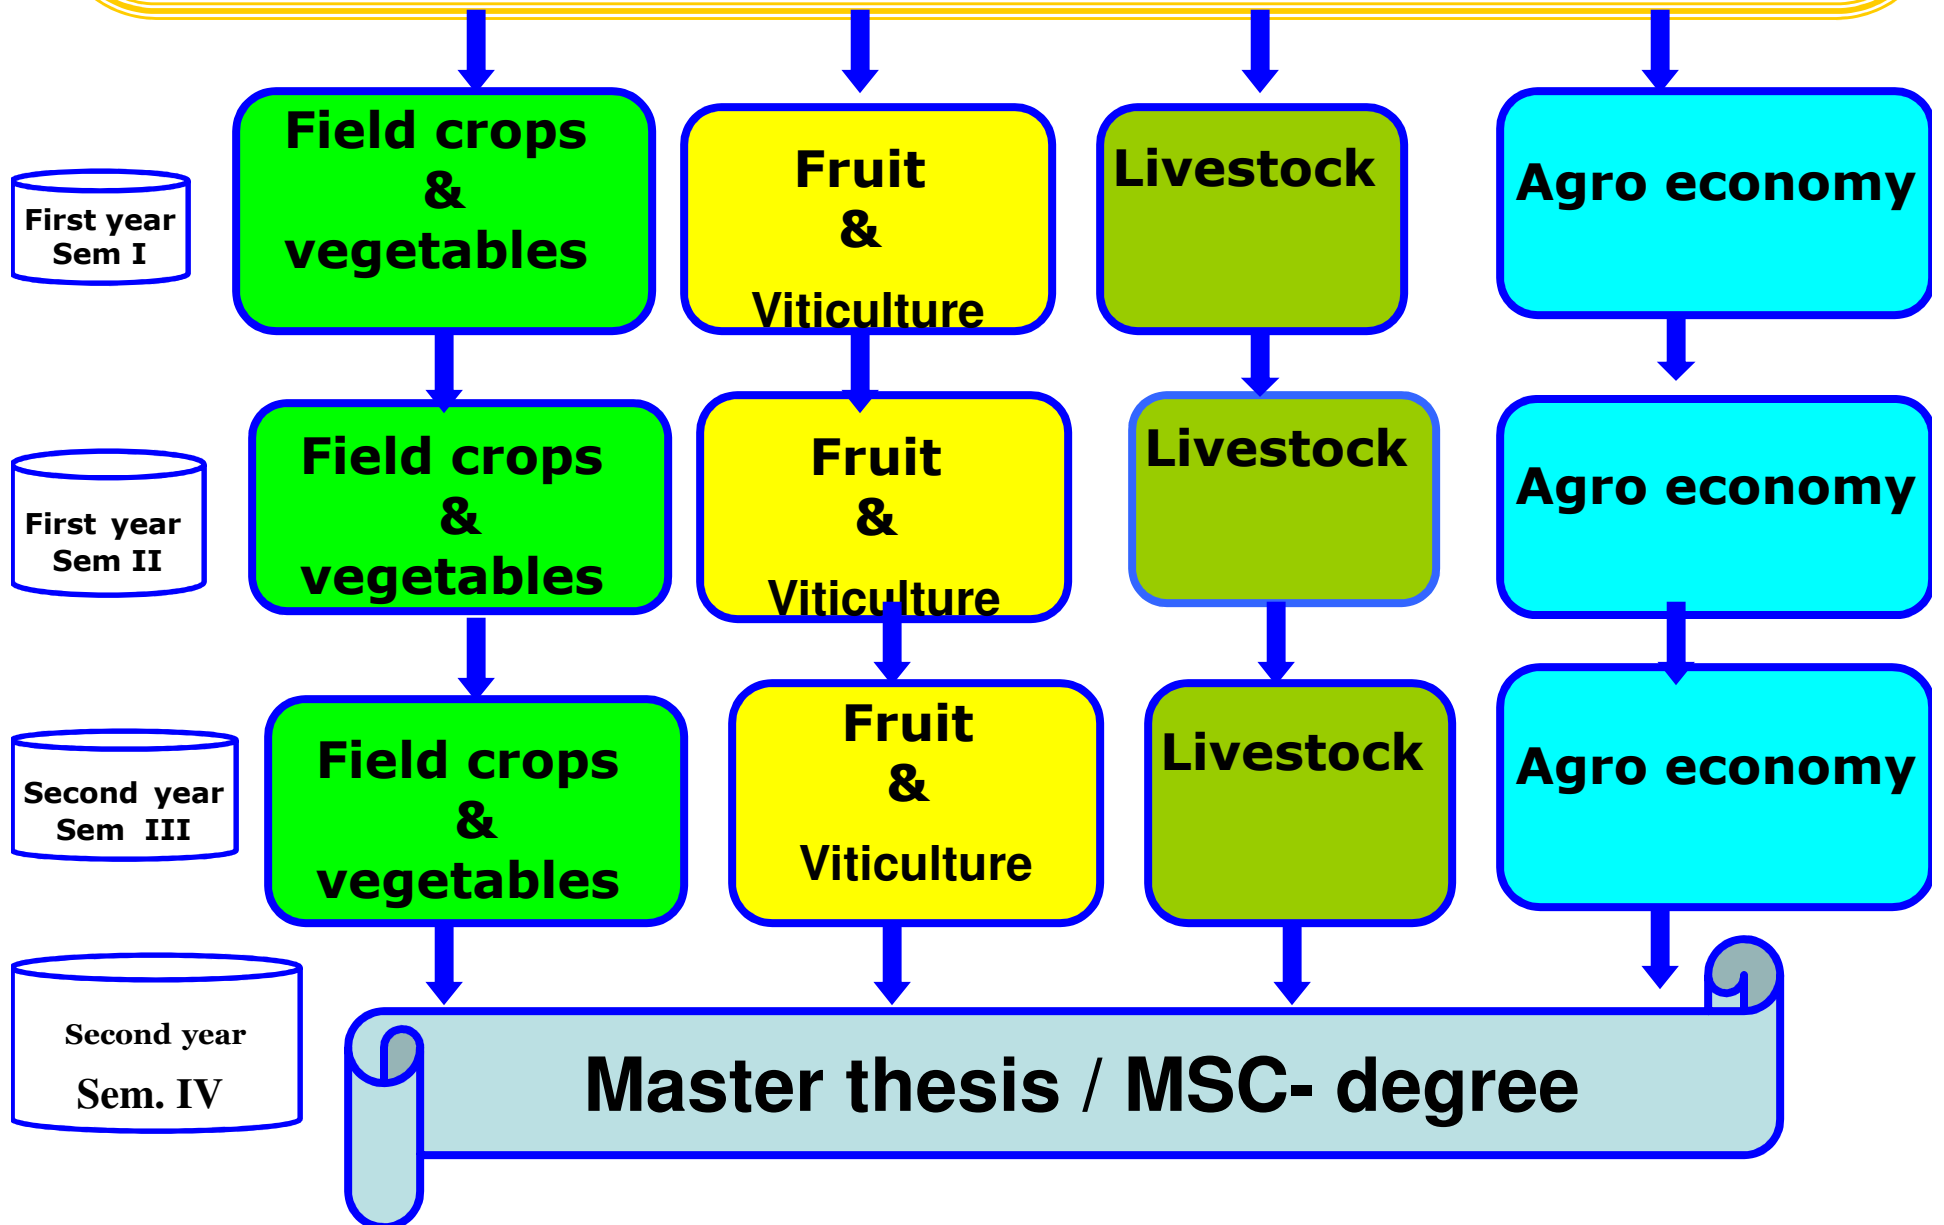 First year
Sem I
Field crops
&
vegetables
Fruit
&
Viticulture
Livestock
Agro economy
First year
Sem II
Field crops
&
vegetables
Fruit
&
Viticulture
Livestock
Agro economy
Second year
Sem III
Field crops
&
vegetables
Fruit
&
Viticulture
Livestock
Agro economy
Second year
Sem. IV
Master thesis / MSC- degree